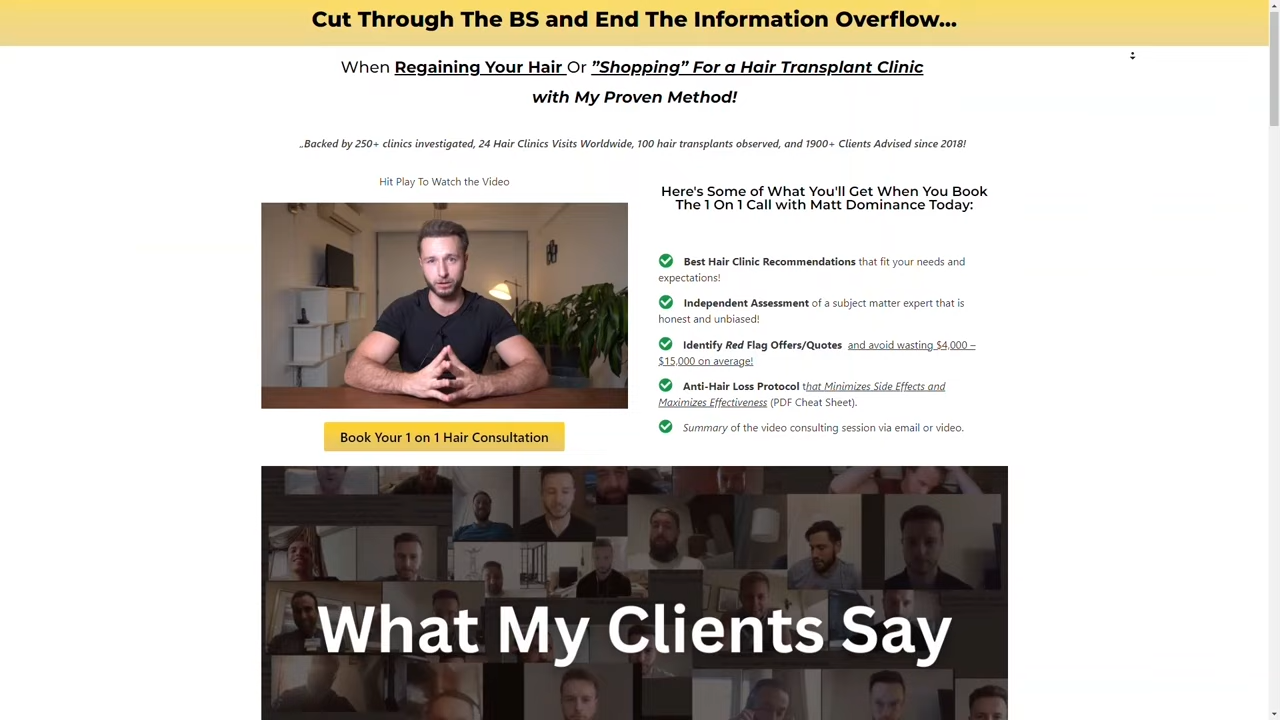 Cut Through The BS and End The Information Overflow...
When Regaining Your Hair Or ”Shopping” For a Hair Transplant Clinic
with My Proven Method!
„Backed by 250+ clinics investigated, 24 Hair Clinics Visits Worldwide, 100 hair transplants observed, and 1900+ Clients Advised since 2018!
Hit Play To Watch the Video
Book Your 1 on 1 Hair Consultation
Here's Some of What You'll Get When You Book
The 1 On 1 Call with Matt Dominance Today:
Best Hair Clinic Recommendations that fit your needs and
expectations!
Independent Assessment of a subject matter expert that is
honest and unbiased!
Identify Red Flag Offers/Quotes and avoid wasting $4,000 –
$15,000 on average!
Anti-Hair Loss Protocol that Minimizes Side Effects and
Maximizes Effectiveness (PDF Cheat Sheet).
Summary of the video consulting session via email or video.
What My Clients Say